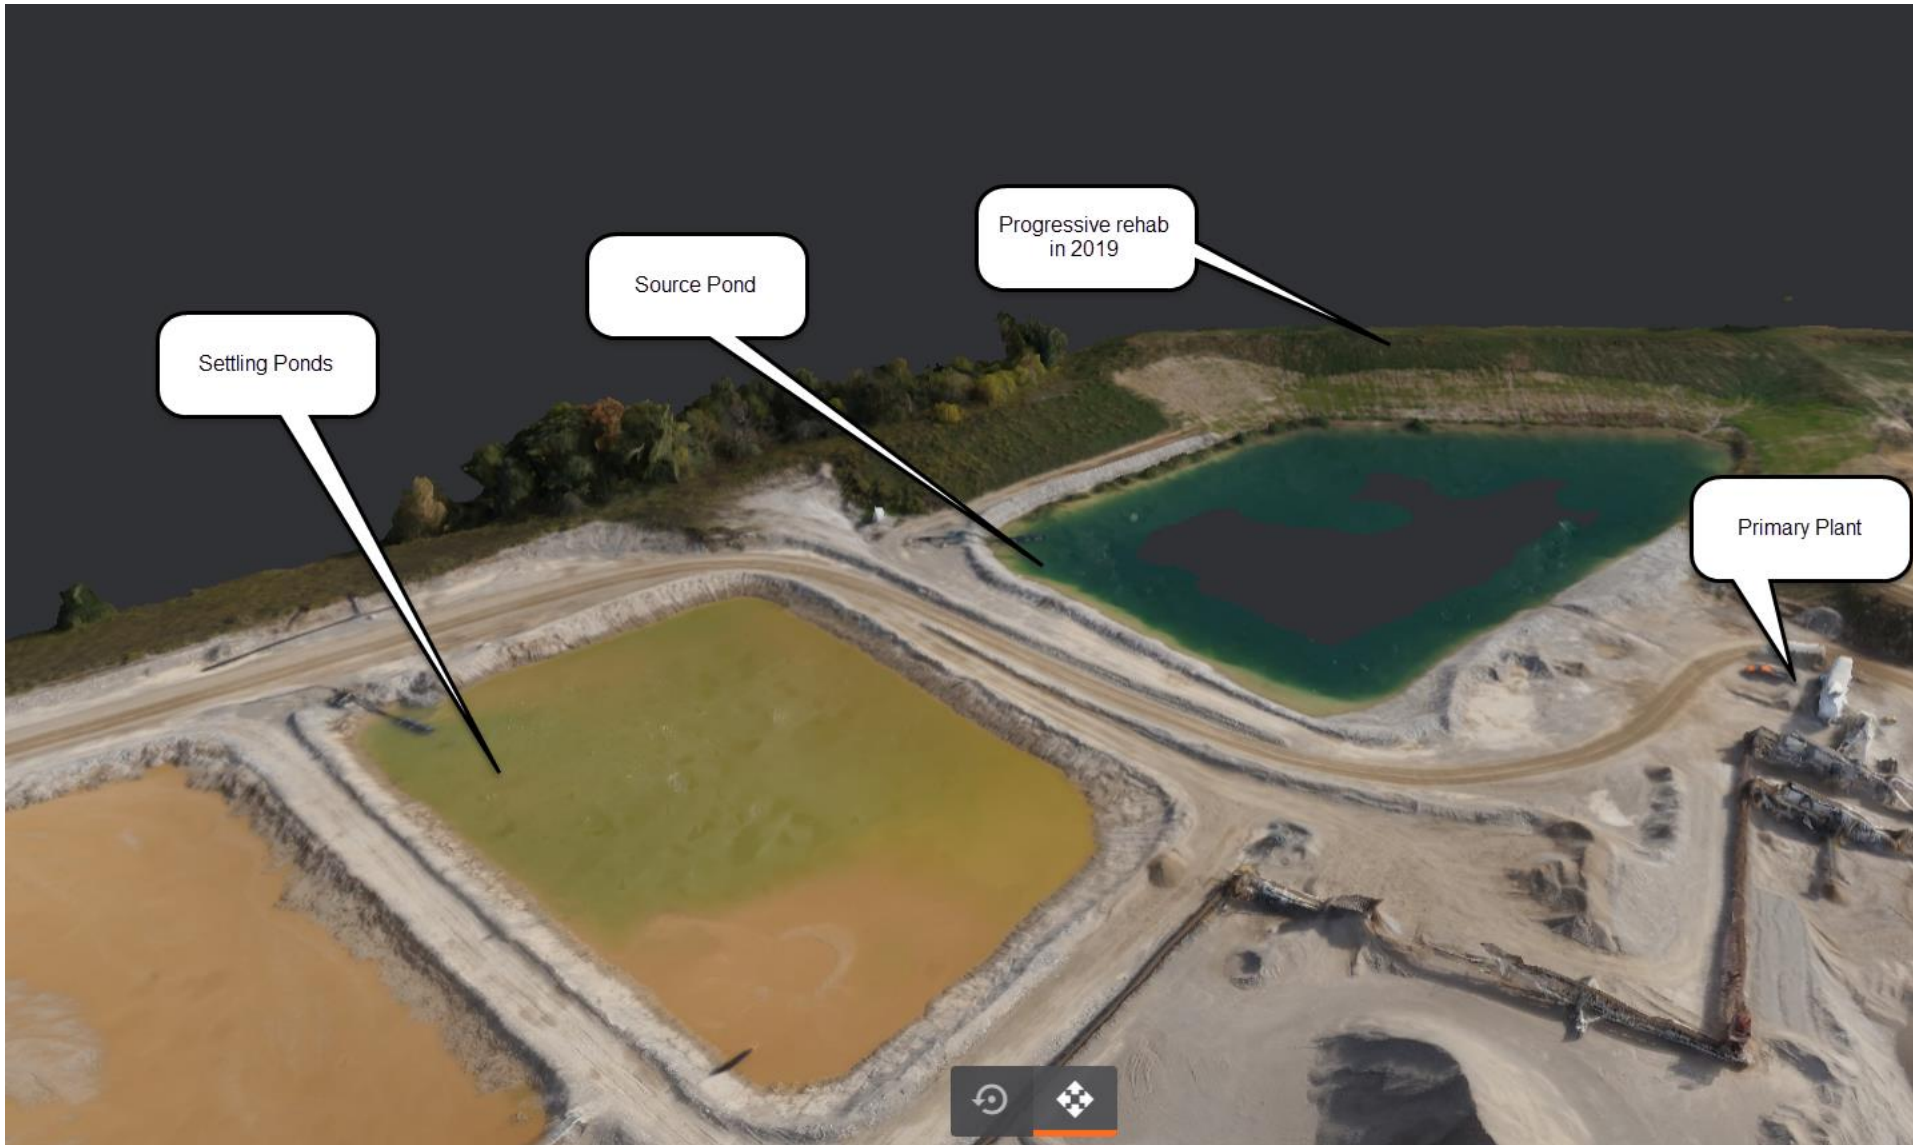 Progressive rehab
in 2019
Source Pond
Settling Ponds
Primary Plant